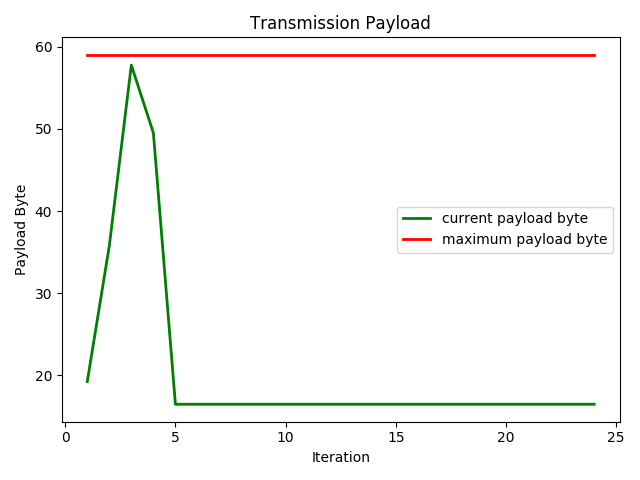 Transmission Payload
Payload Byte
60
50
40
30
20
current payload byte
maximum payload byte
0 5 10 15 20 25
Iteration